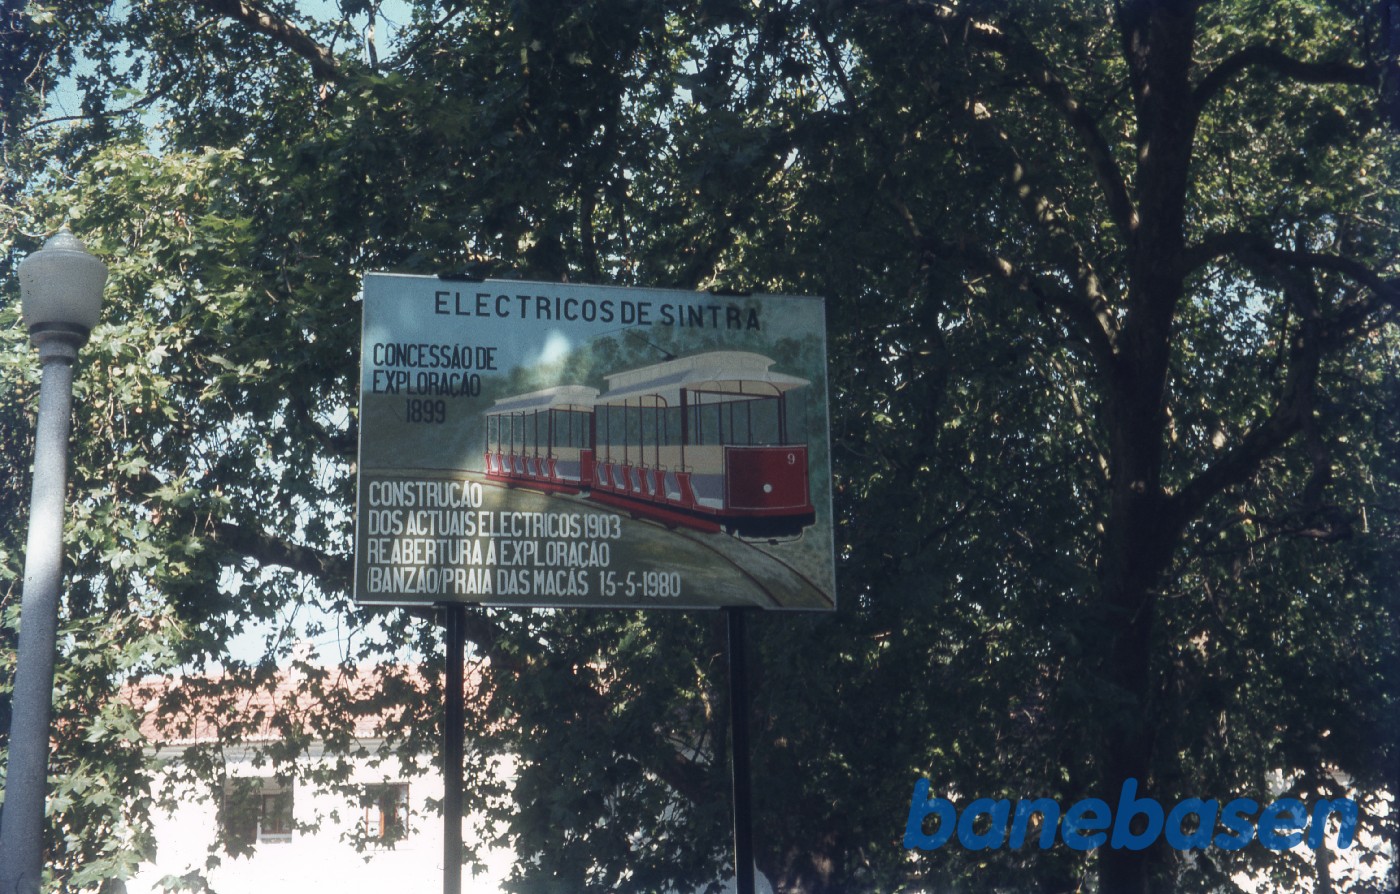 ELECTRICOS DE SINTRA
CONCESSÃO DE
EXPLORAÇÃO
1899
9
CONSTRUÇÃO
DOS ACTUAIS ELECTRICOS 1903
REABERTURA À EXPLORAÇÃO
(BANZÃO/PRAIA DAS MAÇÃS 15-5-1980
banebasen